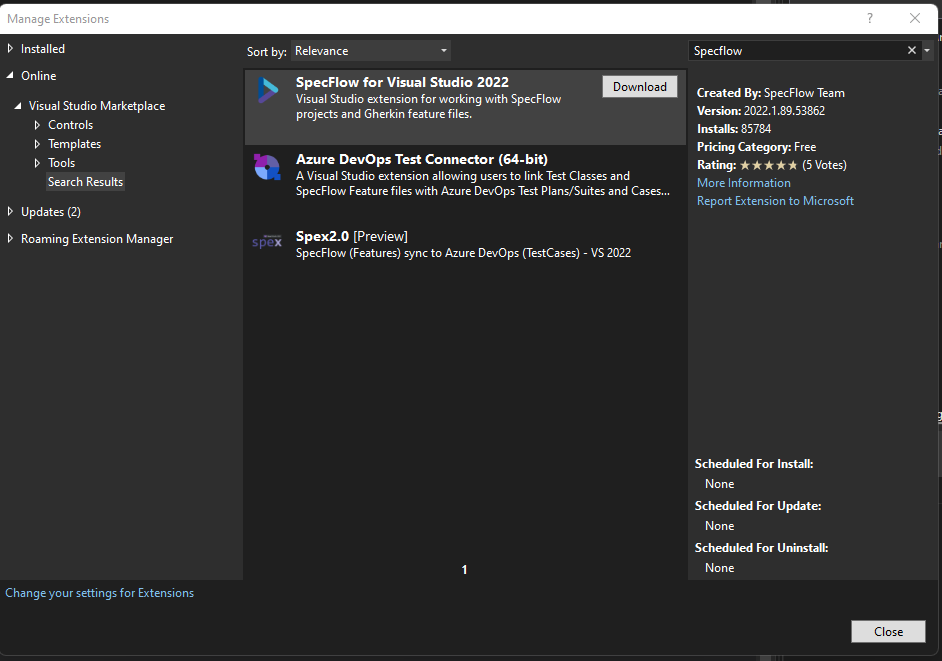 Manage Extensions
?
Installed
Online
Visual Studio Marketplace
Controls
Templates
Tools
Search Results
Updates (2)
Roaming Extension Manager
Sort by: Relevance
SpecFlow for Visual Studio 2022
Download
Visual Studio extension for working with SpecFlow
projects and Gherkin feature files.
Azure DevOps Test Connector (64-bit)
A Visual Studio extension allowing users to link Test Classes and
SpecFlow Feature files with Azure DevOps Test Plans/Suites and Cases...
spex
Spex2.0 [Preview]
SpecFlow (Features) sync to Azure DevOps (TestCases) - VS 2022
1
Specflow
Created By: SpecFlow Team
Version: 2022.1.89.53862
Installs: 85784
Pricing Category: Free
Rating: ★★★★★ (5 Votes)
More Information
Report Extension to Microsoft
Scheduled For Install:
None
Scheduled For Update:
None
Scheduled For Uninstall:
None
Change your settings for Extensions
Close